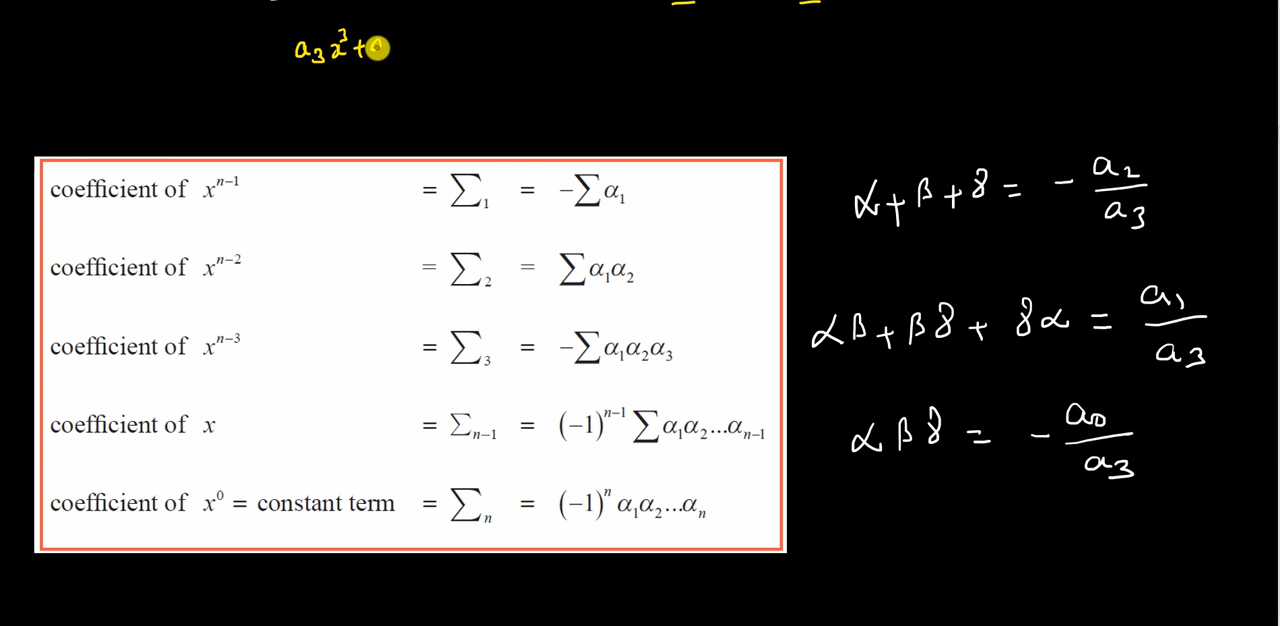 a₃x³+
coefficient of xⁿ⁻¹ = ∑₁ = −∑α₁
coefficient of xⁿ⁻² = ∑₂ = ∑α₁α₂
coefficient of xⁿ⁻³ = ∑₃ = −∑α₁α₂α₃
coefficient of x = ∑ₙ₋₁ = (−1)ⁿ⁻¹ ∑α₁α₂...αₙ₋₁
coefficient of x⁰ = constant term = ∑ₙ = (−1)ⁿ α₁α₂...αₙ
α+β+γ = - a₂/a₃
αβ+βγ+γα = a₁/a₃
αβγ = - a₀/a₃